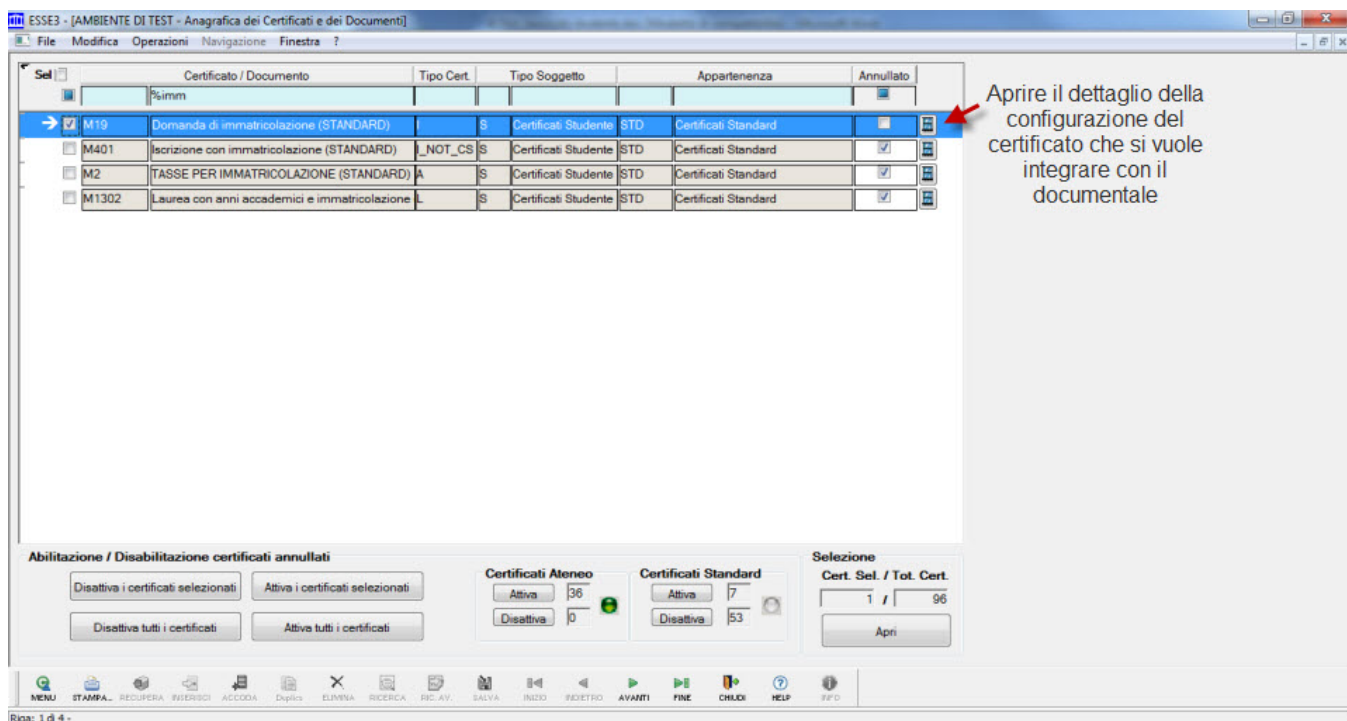 ESSE3 - [AMBIENTE DI TEST - Anagrafica dei Certificati e dei Documenti]
File Modifica Operazioni Navigazione Finestra ?
Sel Certificato / Documento Tipo Cert. Tipo Soggetto Appartenenza Annullato
%imm
M19 Domanda di immatricolazione (STANDARD) I S Certificati Studente STD Certificati Standard
M401 Iscrizione con immatricolazione (STANDARD) I_NOT_CS S Certificati Studente STD Certificati Standard
M2 TASSE PER IMMATRICOLAZIONE (STANDARD) A S Certificati Studente STD Certificati Standard
M1302 Laurea con anni accademici e immatricolazione L S Certificati Studente STD Certificati Standard
Aprire il dettaglio della
configurazione del
certificato che si vuole
integrare con il
documentale
Abilitazione / Disabilitazione certificati annullati
Disattiva i certificati selezionati Attiva i certificati selezionati
Disattiva tutti i certificati Attiva tutti i certificati
Certificati Ateneo
Attiva 36
Disattiva 0
Certificati Standard
Attiva 7
Disattiva 53
Selezione
Cert. Sel. / Tot. Cert.
1 / 96
Apri
MENU STAMPA... RECUPERA INSERISCI ACCODA Duplica ELIMINA RICERCA RIC. AV. SALVA INIZIO INDIETRO AVANTI FINE CHIUDI HELP INFO
Riga: 1 di 4 -